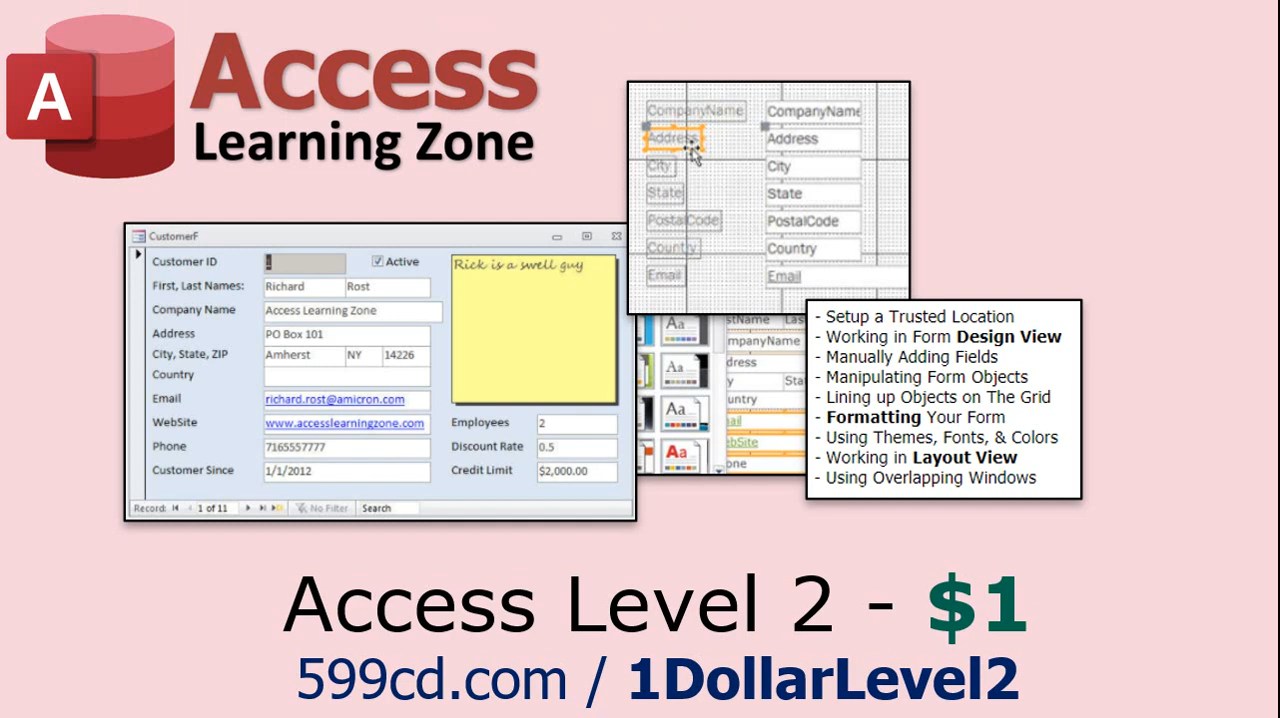 A
Access
Learning Zone
CompanyName CompanyName
Address Address
City City
State State
PostalCode PostalCode
Country Country
Email Email
CustomerF
Customer ID
Active
First, Last Names: Richard Rost
Company Name Access Learning Zone
Address PO Box 101
City, State, ZIP Amherst NY 14226
Country
Email richard.rost@amicron.com
WebSite www.accesslearningzone.com
Phone 7165557777
Customer Since 1/1/2012
Rick is a swell guy
Employees 2
Discount Rate 0.5
Credit Limit $2,000.00
Record: 1 of 11 No Filter Search
Aa
Aa
Aa
Aa
- Setup a Trusted Location
- Working in Form Design View
- Manually Adding Fields
- Manipulating Form Objects
- Lining up Objects on The Grid
- Formatting Your Form
- Using Themes, Fonts, & Colors
- Working in Layout View
- Using Overlapping Windows
Access Level 2 - $1
599cd.com / 1DollarLevel2